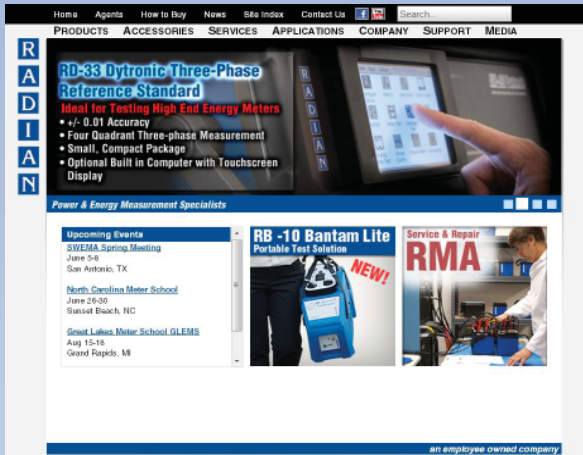 Home Agents How to Buy News Site Index Contact Us Search...
PRODUCTS ACCESSORIES SERVICES APPLICATIONS COMPANY SUPPORT MEDIA
RADIAN
RD-33 Dytronic Three-Phase
Reference Standard
Ideal for Testing High End Energy Meters
• +/- 0.01 Accuracy
• Four Quadrant Three-phase Measurement
• Small, Compact Package
• Optional Built in Computer with Touchscreen
Display
RADIAN
Power & Energy Measurement Specialists
Upcoming Events
SWEMA Spring Meeting
June 5-8
San Antonio, TX
North Carolina Meter School
June 26-30
Sunset Beach, NC
Great Lakes Meter School GLEMS
Aug 15-18
Grand Rapids, MI
RB -10 Bantam Lite
Portable Test Solution
NEW!
Service & Repair
RMA
an employee owned company